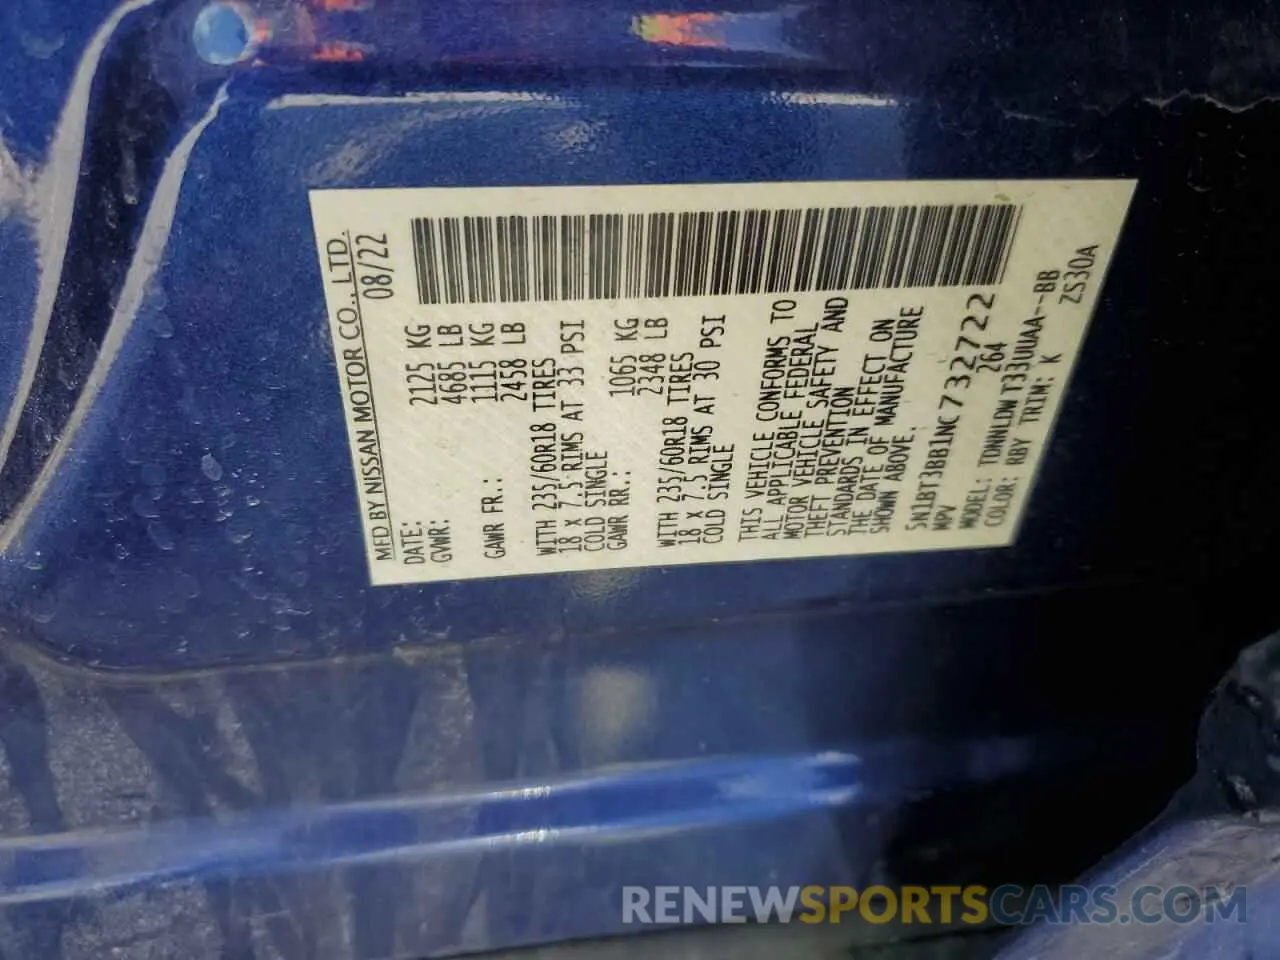 MFD BY NISSAN MOTOR CO., LTD.
DATE: 08/22
GVWR: 2125 KG
4685 LB
GAWR FR.: 1115 KG
2458 LB
WITH 235/60R18 TIRES
18 X 7.5 RIMS AT 33 PSI
COLD SINGLE
GAWR RR.: 1065 KG
2348 LB
WITH 235/60R18 TIRES
18 X 7.5 RIMS AT 30 PSI
COLD SINGLE
THIS VEHICLE CONFORMS TO
ALL APPLICABLE FEDERAL
MOTOR VEHICLE SAFETY AND
THEFT PREVENTION
STANDARDS IN EFFECT ON
THE DATE OF MANUFACTURE
SHOWN ABOVE.
5N1BT3BB1NC732722
MPV 264
MODEL: TDNNLDW T33UUAA--BB
COLOR: RBY TRIM: K ZS30A
RENEWSPORTSCARS.COM